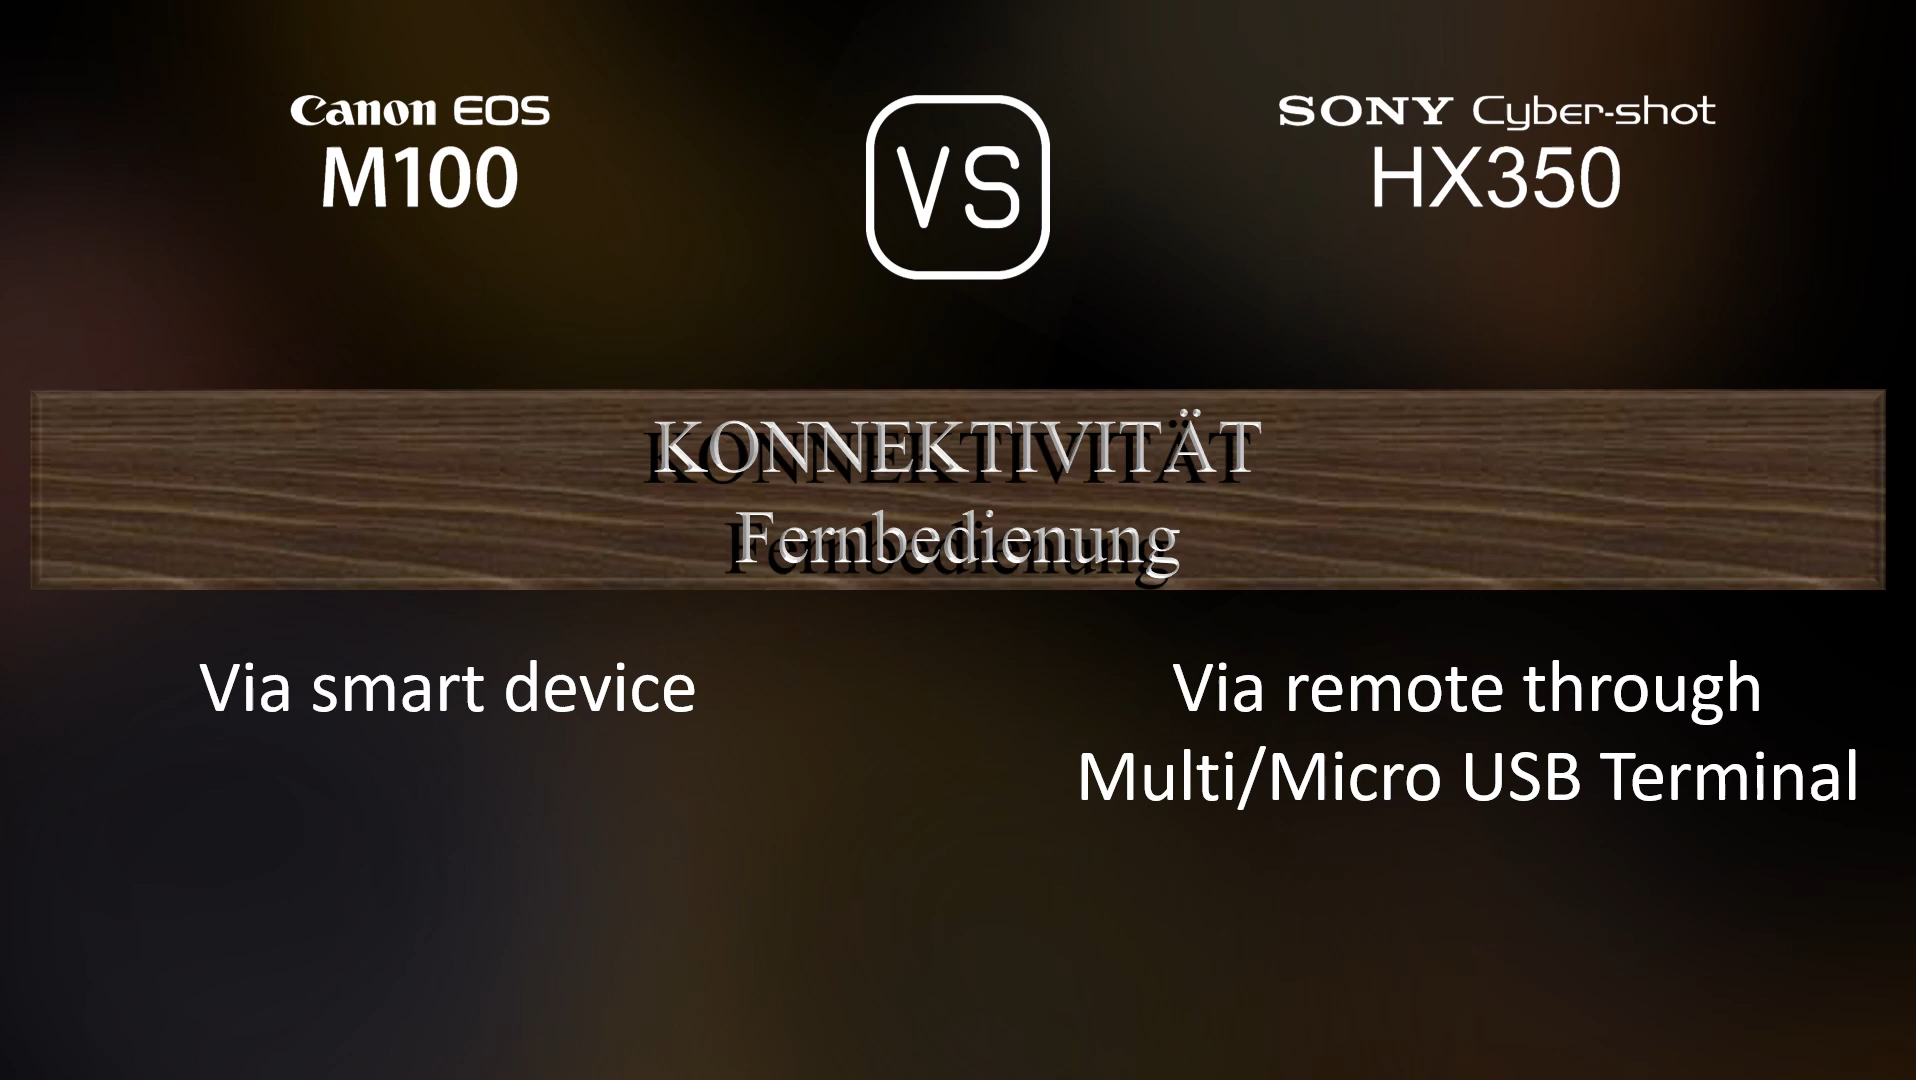 Canon EOS
M100
VS
SONY Cyber-shot
HX350
KONNEKTIVITÄT
Fernbedienung
Via smart device
Via remote through
Multi/Micro USB Terminal